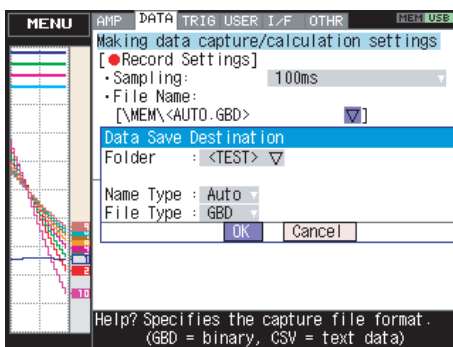 MENU
AMP DATA TRIG USER I/F OTHR MEM USB
Making data capture/calculation settings
[●Record Settings]
・Sampling: 100ms
・File Name:
[\MEM\<AUTO.GBD> ▽]
Data Save Destination
Folder : <TEST> ▽
Name Type : Auto
File Type : GBD
OK Cancel
2
10
Help? Specifies the capture file format.
(GBD = binary, CSV = text data)